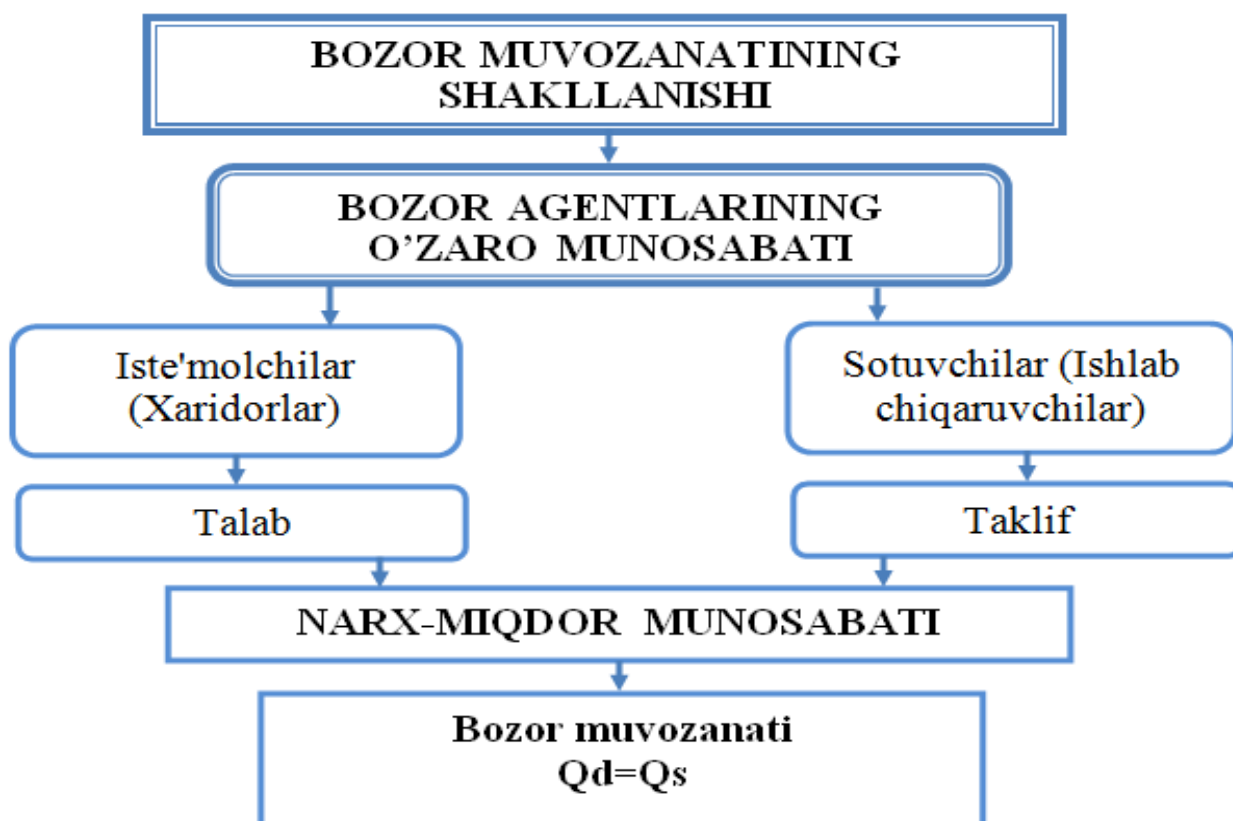 BOZOR MUVOZANATINING
SHAKLLANISHI
BOZOR AGENTLARINING
O’ZARO MUNOSABATI
Iste'molchilar
(Xaridorlar)
Sotuvchilar (Ishlab
chiqaruvchilar)
Talab
Taklif
NARX-MIQDOR MUNOSABATI
Bozor muvozanati
Qd=Qs